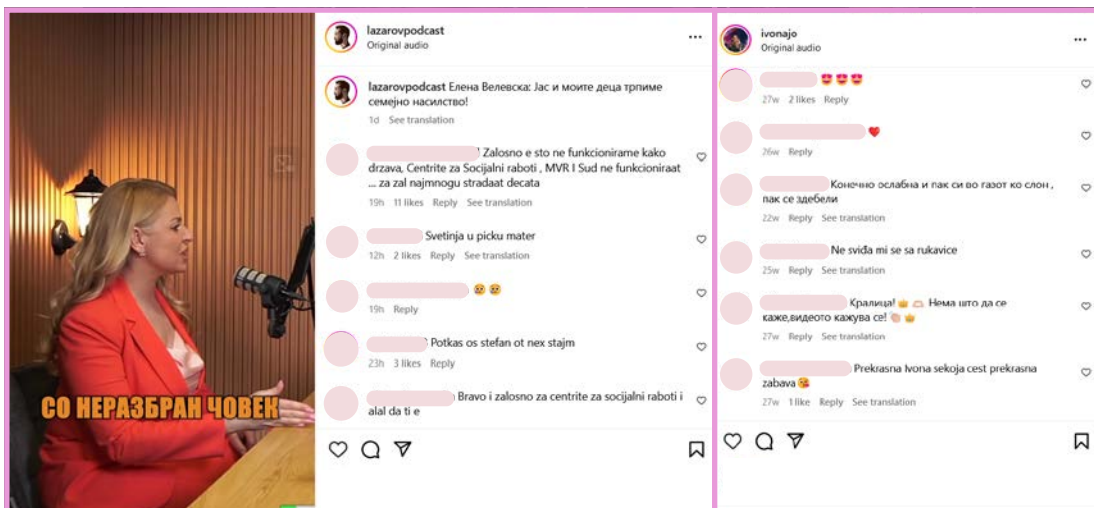 СО НЕРАЗБРАН ЧОВЕК
lazarovpodcast
Original audio
lazarovpodcast Елена Велевска: Јас и моите деца трпиме
семејно насилство!
1d See translation
Zalosno e sto ne funkcionirame kako
drzava, Centrite za Socijalni raboti , MVR I Sud ne funkcioniraat
... za zal najmnogu stradaat decata
19h 11 likes Reply See translation
Svetinja u picku mater
12h 2 likes Reply See translation
😢 😢
19h Reply
Potkas os stefan ot nex stajm
23h 3 likes Reply
Bravo i zalosno za centrite za socijalni raboti i
alal da ti e
ivonajo
Original audio
😍😍😍
27w 2 likes Reply
❤️
26w Reply
Конечно ослабна и пак си во газот ко слон ,
пак се здебели
22w Reply See translation
Ne sviđa mi se sa rukavice
25w Reply See translation
Кралица! 👑 🫶🏻 Нема што да се
каже,видеото кажува се! 👏🏻 👑
27w Reply See translation
Prekrasna Ivona sekoja cest prekrasna
zabava 😘
27w 1 like Reply See translation